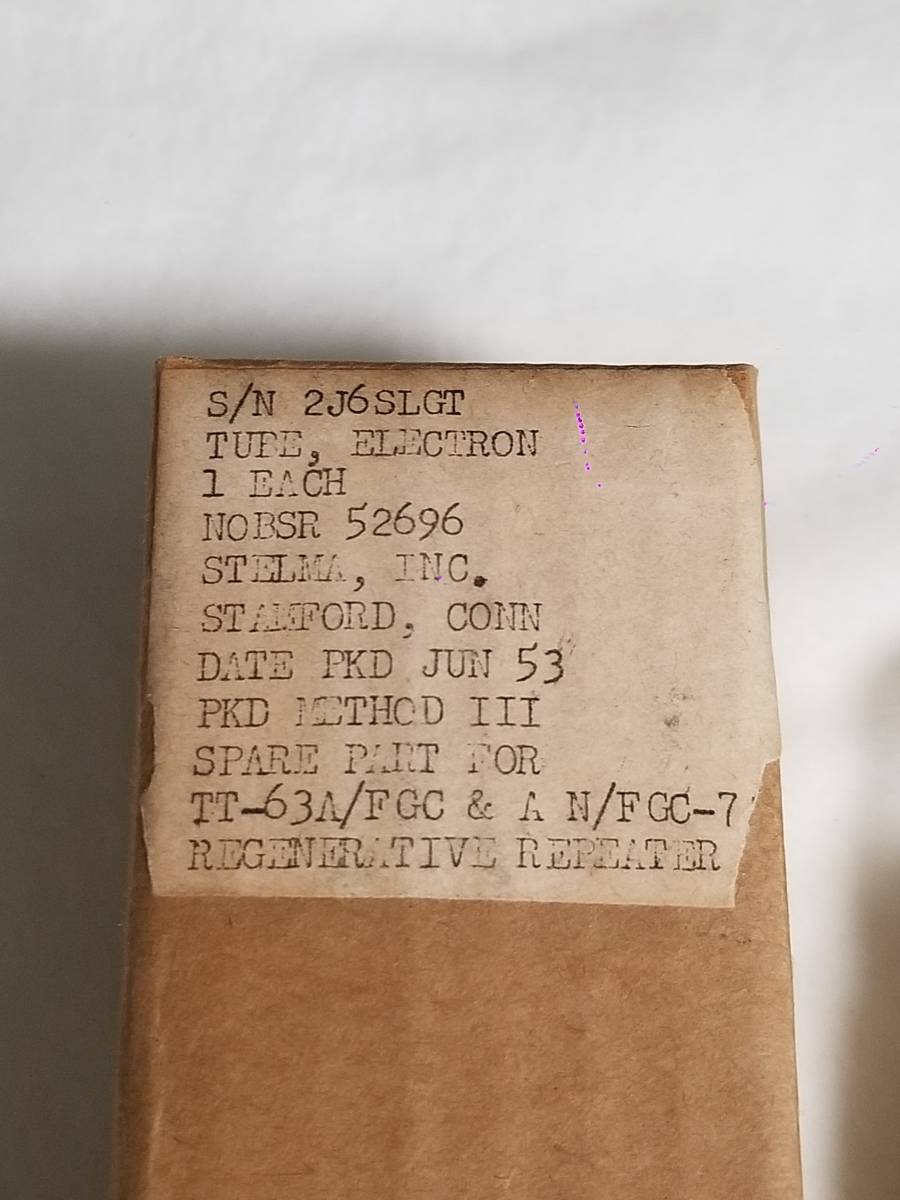 S/N 2J6SLGT
TUBE, ELECTRON
1 EACH
NOBSR 52696
STELMA, INC.
STAMFORD, CONN
DATE PKD JUN 53
PKD METHOD III
SPARE PART FOR
TT-63A/FGC & A N/FGC-7
REGENERATIVE REPEATER